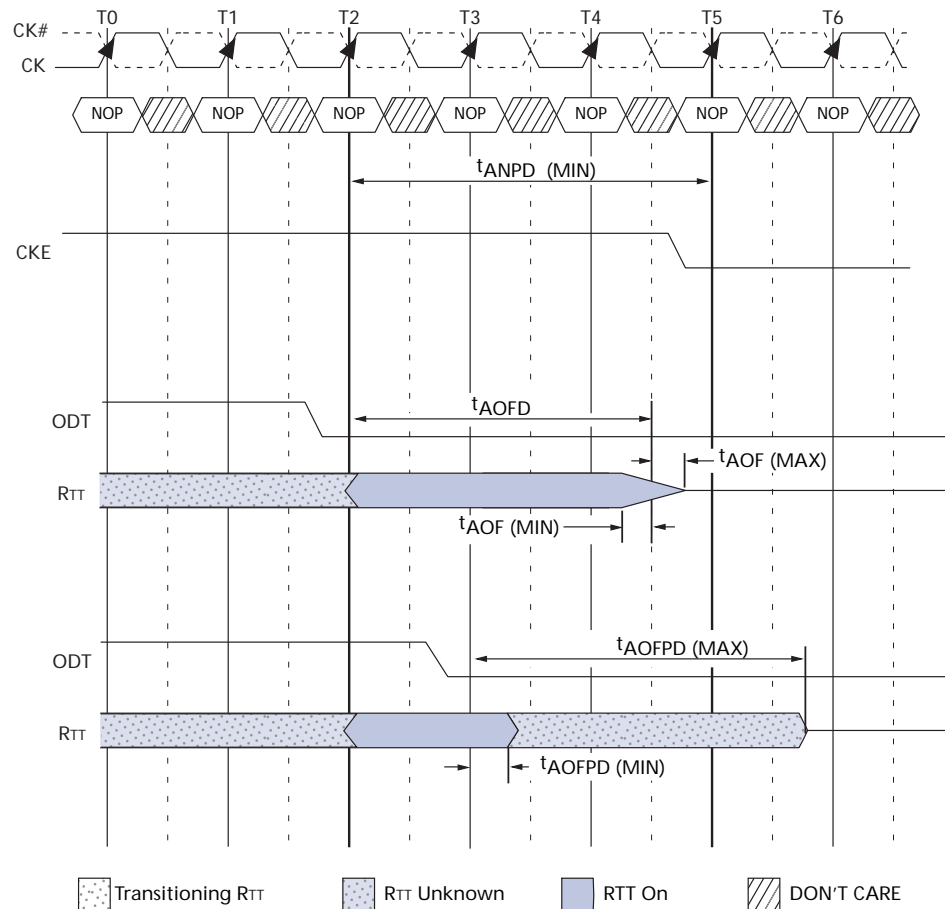 T0 T1 T2 T3 T4 T5 T6
CK#
CK
NOP NOP NOP NOP NOP NOP NOP
tANPD (MIN)
CKE
ODT
tAOFD
tAOF (MAX)
RTT
tAOF (MIN)
ODT
tAOFPD (MAX)
RTT
tAOFPD (MIN)
Transitioning RTT RTT Unknown RTT On DON'T CARE